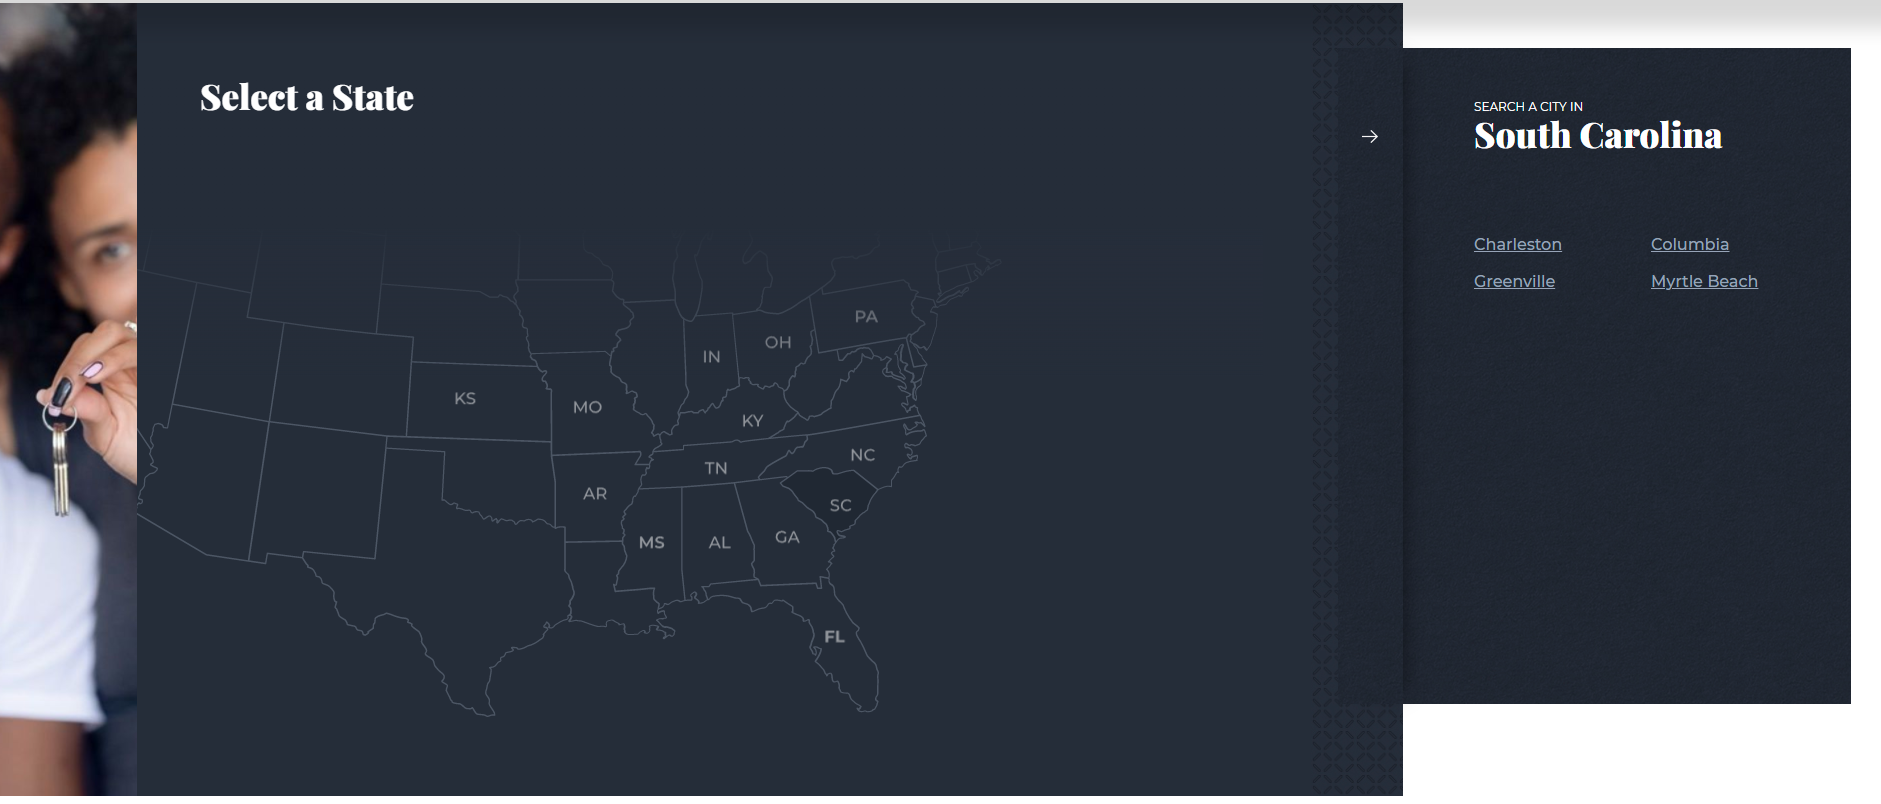 Select a State
PA
OH
IN
KS
MO
KY
NC
TN
AR
SC
GA
MS
AL
FL
SEARCH A CITY IN
South Carolina
Charleston
Columbia
Greenville
Myrtle Beach